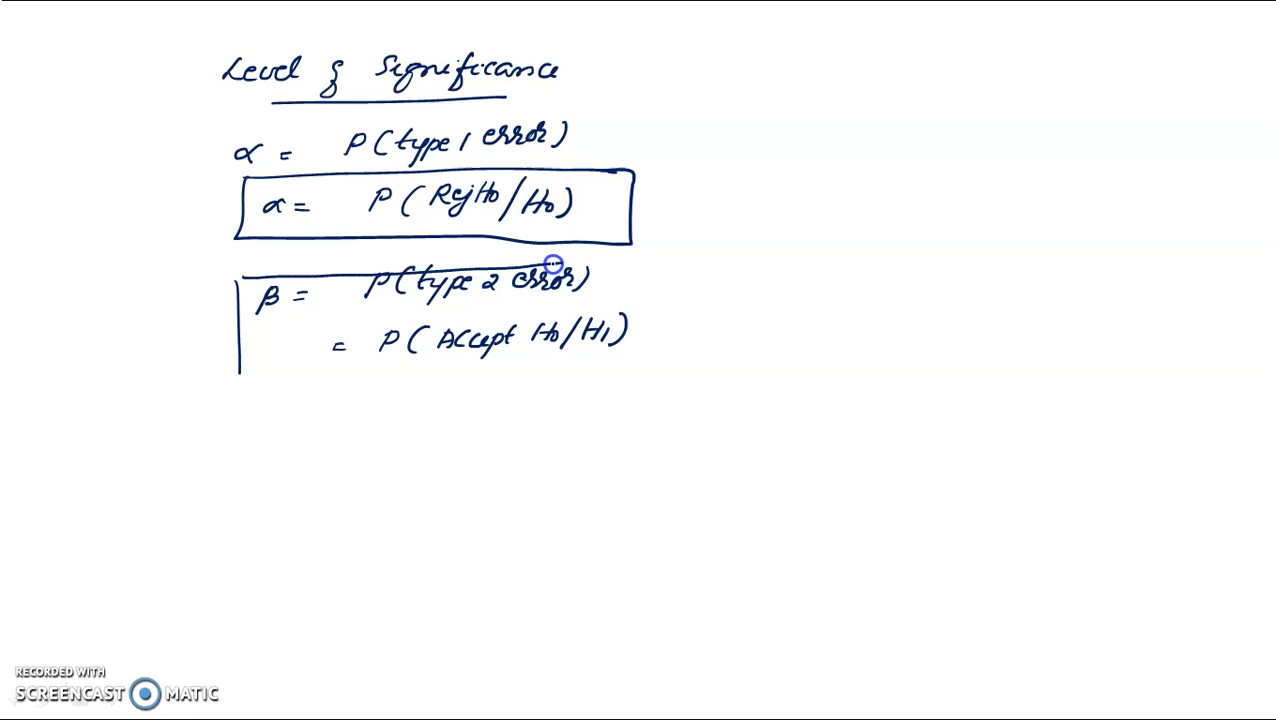 Level of Significance
α = P(type 1 error)
α = P(Rej H0/H0)
β = P(type 2 error)
= P(Accept H0/H1)
RECORDED WITH
SCREENCAST MATIC